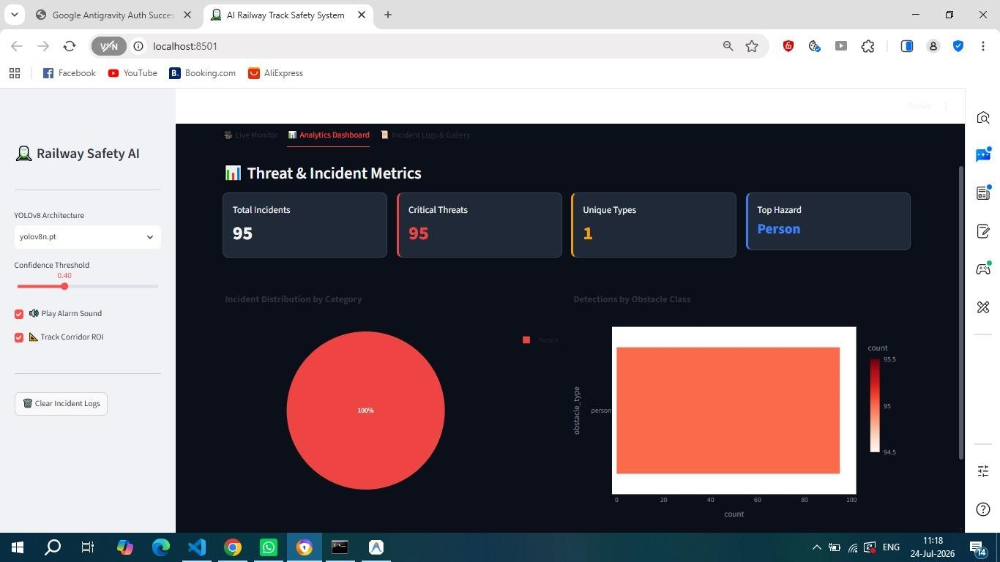 Google Antigravity Auth Succes
AI Railway Track Safety System
VPN
localhost:8501
Facebook
YouTube
Booking.com
AliExpress
Deploy
Railway Safety AI
YOLOv8 Architecture
yolov8n.pt
Confidence Threshold
0.40
Play Alarm Sound
Track Corridor ROI
Clear Incident Logs
Live Monitor
Analytics Dashboard
Incident Logs & Gallery
Threat & Incident Metrics
Total Incidents
95
Critical Threats
95
Unique Types
1
Top Hazard
Person
Incident Distribution by Category
100%
Person
Detections by Obstacle Class
obstacle_type
person
0 20 40 60 80 100
count
count
95.5
95
94.5
ENG
11:18
24-Jul-2026
14